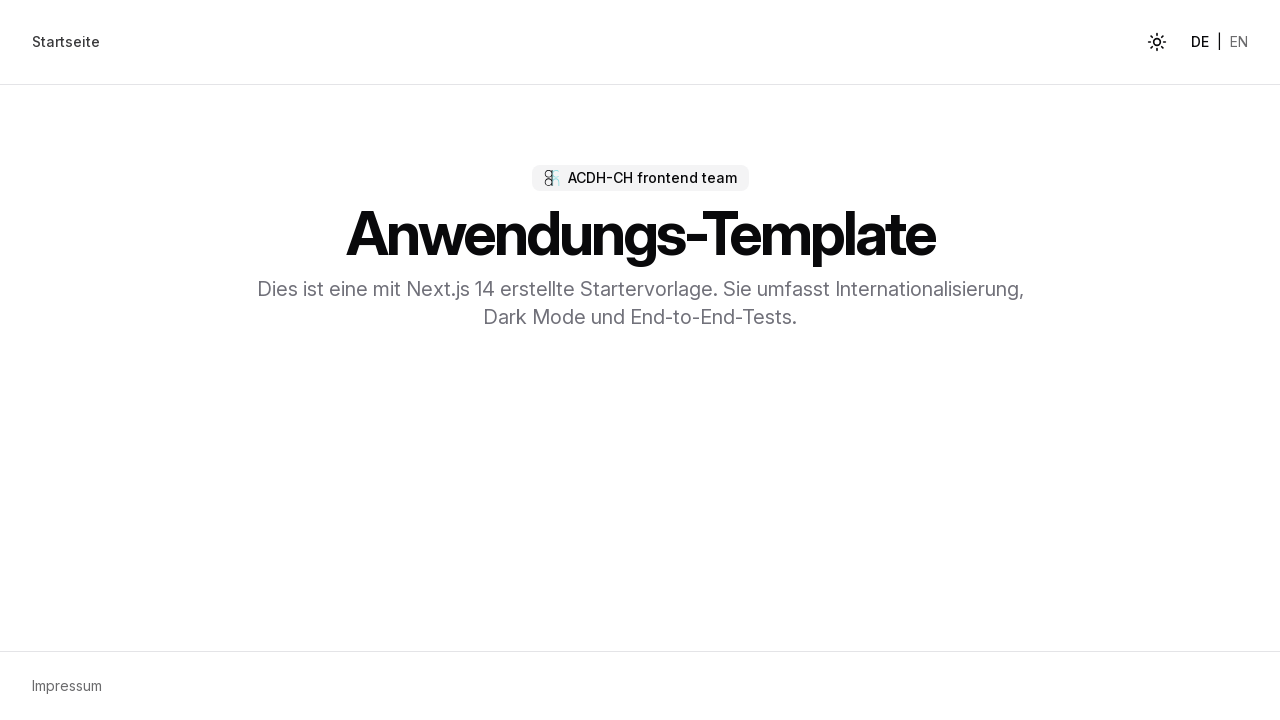 Startseite
DE | EN
ACDH-CH frontend team
Anwendungs-Template
Dies ist eine mit Next.js 14 erstellte Startervorlage. Sie umfasst Internationalisierung,
Dark Mode und End-to-End-Tests.
Impressum